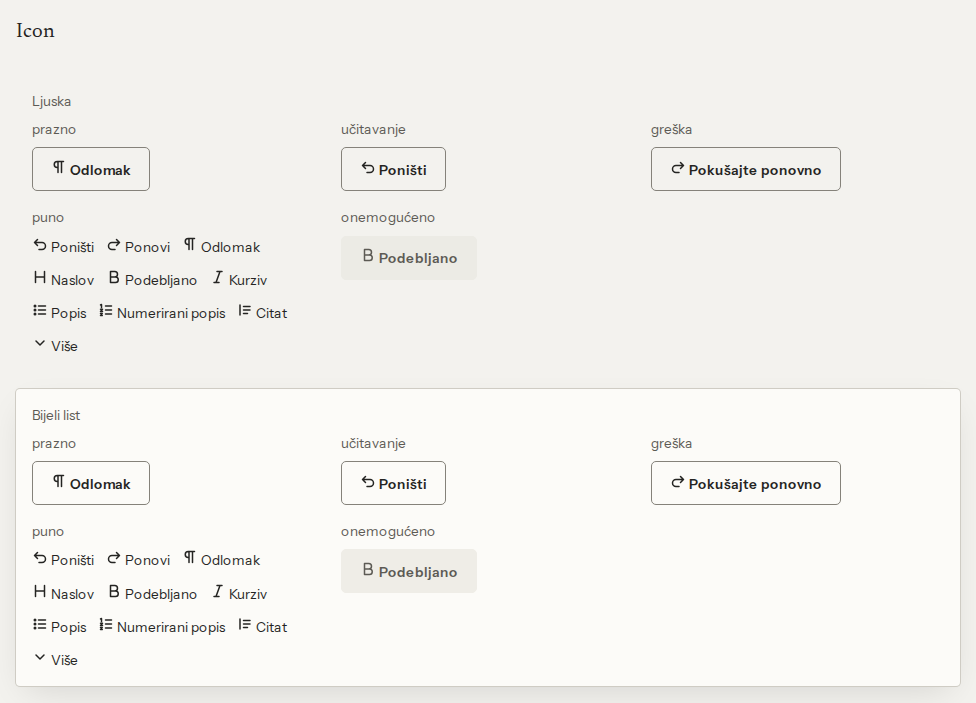 Icon
Ljuska
prazno učitavanje greška
Odlomak Poništi Pokušajte ponovno
puno onemogućeno
Poništi Ponovi Odlomak
Podebljano
Naslov Podebljano Kurziv
Popis Numerirani popis Citat
Više
Bijeli list
prazno učitavanje greška
Odlomak Poništi Pokušajte ponovno
puno onemogućeno
Poništi Ponovi Odlomak
Podebljano
Naslov Podebljano Kurziv
Popis Numerirani popis Citat
Više